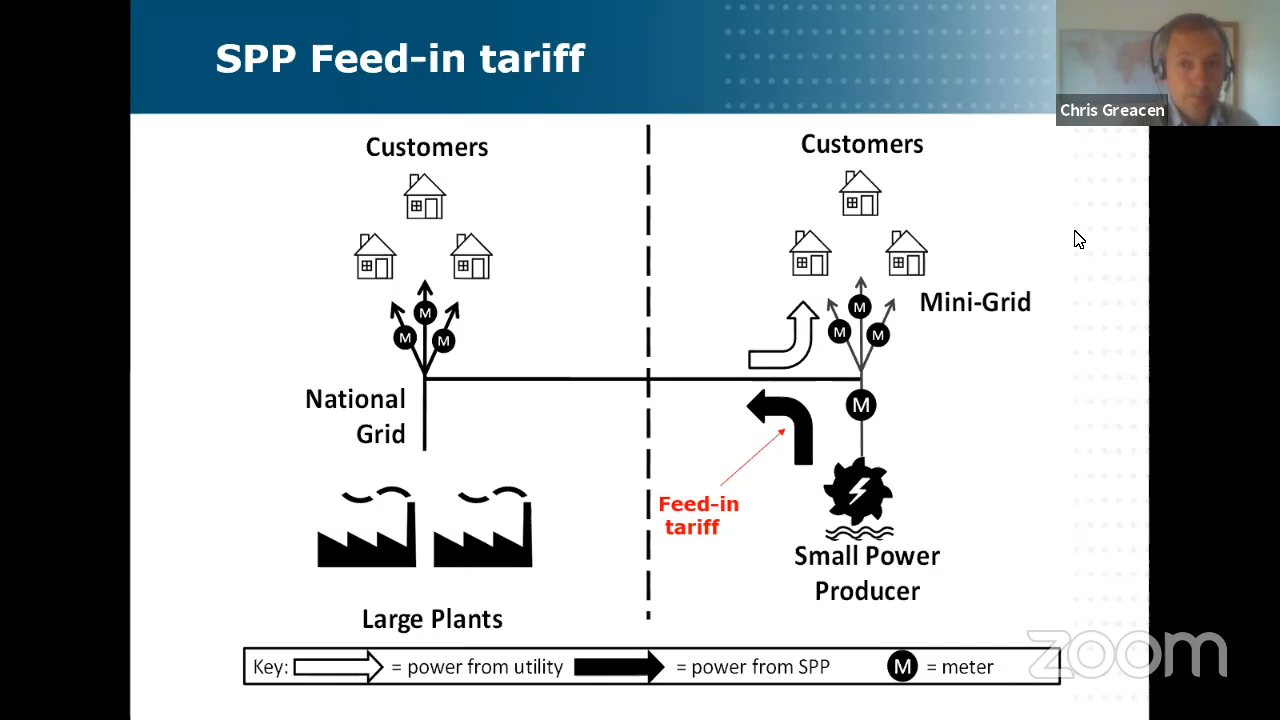 SPP Feed-in tariff
Chris Greacen
Customers
Customers
M
M
M
M
M
M
Mini-Grid
National
Grid
M
Feed-in
tariff
Small Power
Producer
Large Plants
Key: = power from utility = power from SPP M = meter
zoom